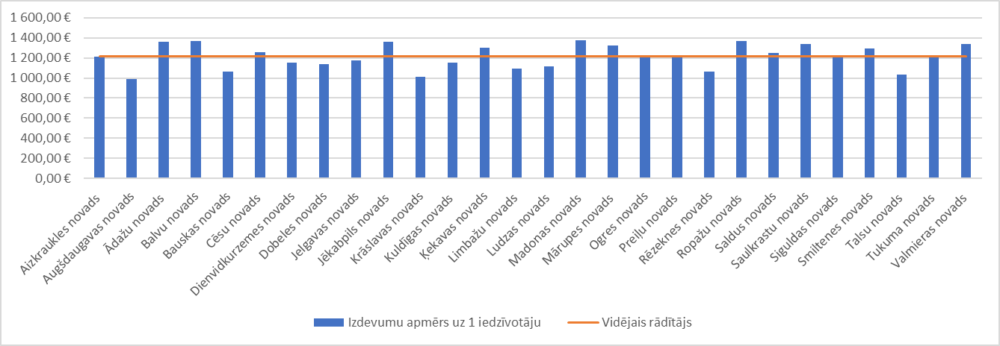 1 600,00 €
1 400,00 €
1 200,00 €
1 000,00 €
800,00 €
600,00 €
400,00 €
200,00 €
0,00 €
Aizkraukles novads
Augšdaugavas novads
Ādažu novads
Balvu novads
Bauskas novads
Cēsu novads
Dienvidkurzemes novads
Dobeles novads
Jelgavas novads
Jēkabpils novads
Krāslavas novads
Kuldīgas novads
Ķekavas novads
Limbažu novads
Ludzas novads
Madonas novads
Mārupes novads
Ogres novads
Preiļu novads
Rēzeknes novads
Ropažu novads
Saldus novads
Saulkrastu novads
Siguldas novads
Smiltenes novads
Talsu novads
Tukuma novads
Valmieras novads
Izdevumu apmērs uz 1 iedzīvotāju
Vidējais rādītājs